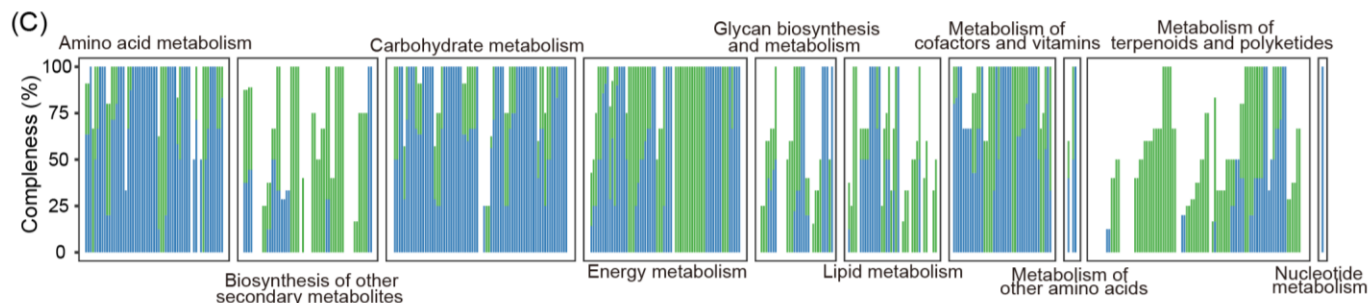 (C)
Amino acid metabolism
Carbohydrate metabolism
Glycan biosynthesis
and metabolism
Metabolism of
cofactors and vitamins
Metabolism of
terpenoids and polyketides
Compleness (%)
100
75
50
25
0
Biosynthesis of other
secondary metabolites
Energy metabolism
Lipid metabolism
Metabolism of
other amino acids
Nucleotide
metabolism